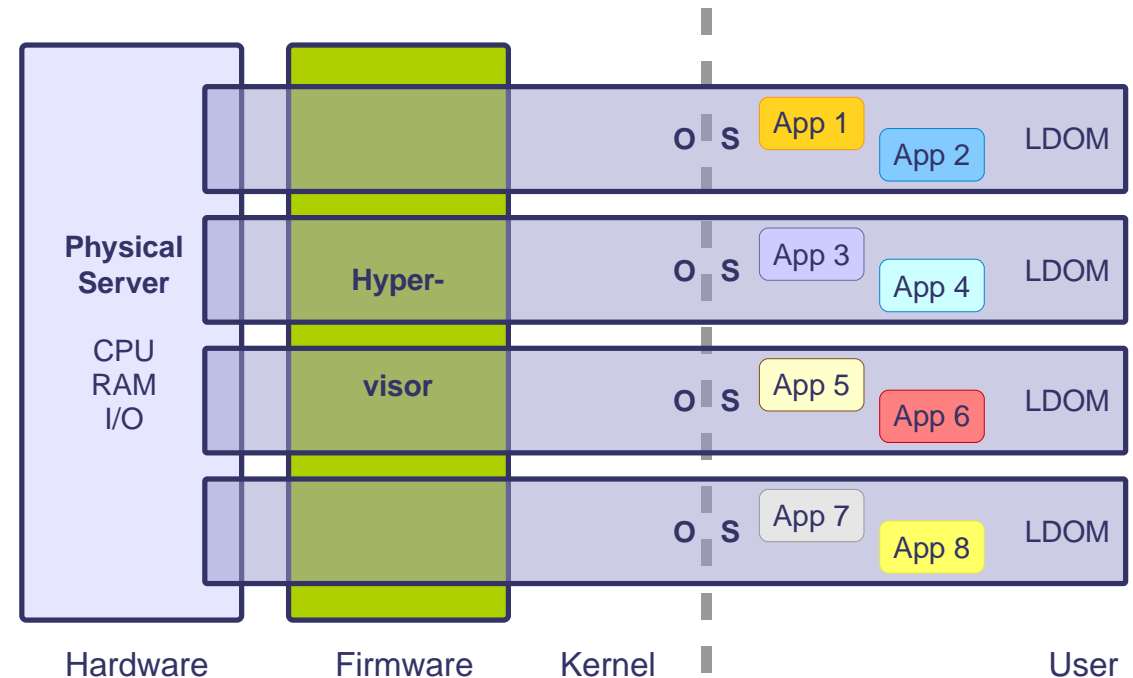 App 1
App 2
O S
LDOM
Physical
Server
CPU
RAM
I/O
Hyper-
visor
App 3
App 4
O S
LDOM
App 5
App 6
O S
LDOM
App 7
App 8
O S
LDOM
Hardware
Firmware
Kernel
User